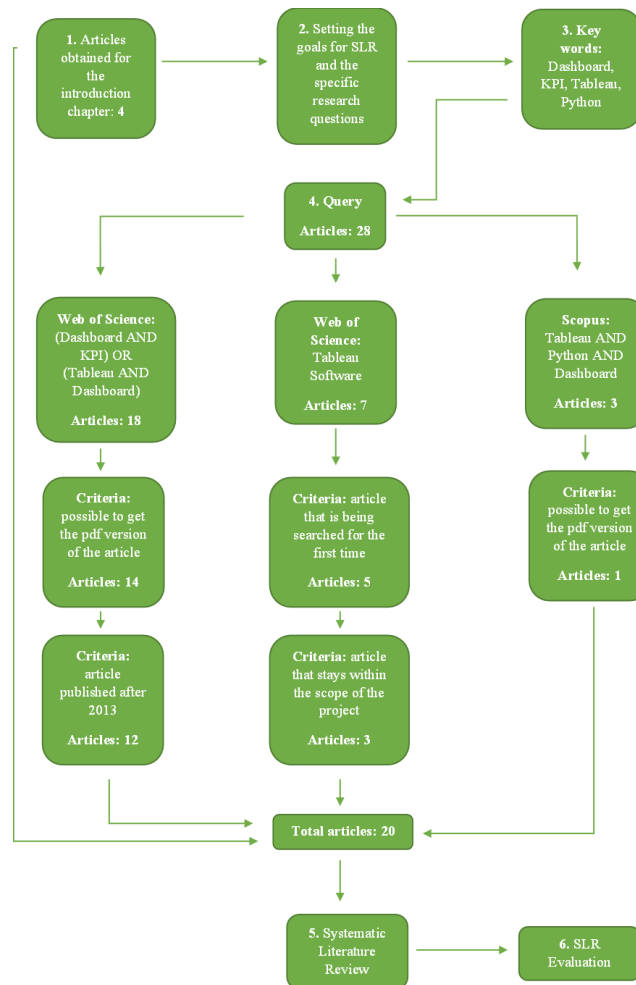 1. Articles
obtained for
the
introduction
chapter: 4
2. Setting the
goals for SLR
and the
specific
research
questions
3. Key
words:
Dashboard,
KPI, Tableau,
Python
4. Query
Articles: 28
Web of Science:
(Dashboard AND
KPI) OR
(Tableau AND
Dashboard)
Articles: 18
Web of
Science:
Tableau
Software
Articles: 7
Scopus:
Tableau AND
Python AND
Dashboard
Articles: 3
Criteria:
possible to get
the pdf version
of the article
Articles: 14
Criteria: article
that is being
searched for the
first time
Articles: 5
Criteria:
possible to get
the pdf version
of the article
Articles: 1
Criteria:
article
published after
2013
Articles: 12
Criteria: article
that stays within
the scope of the
project
Articles: 3
Total articles: 20
5. Systematic
Literature
Review
6. SLR
Evaluation